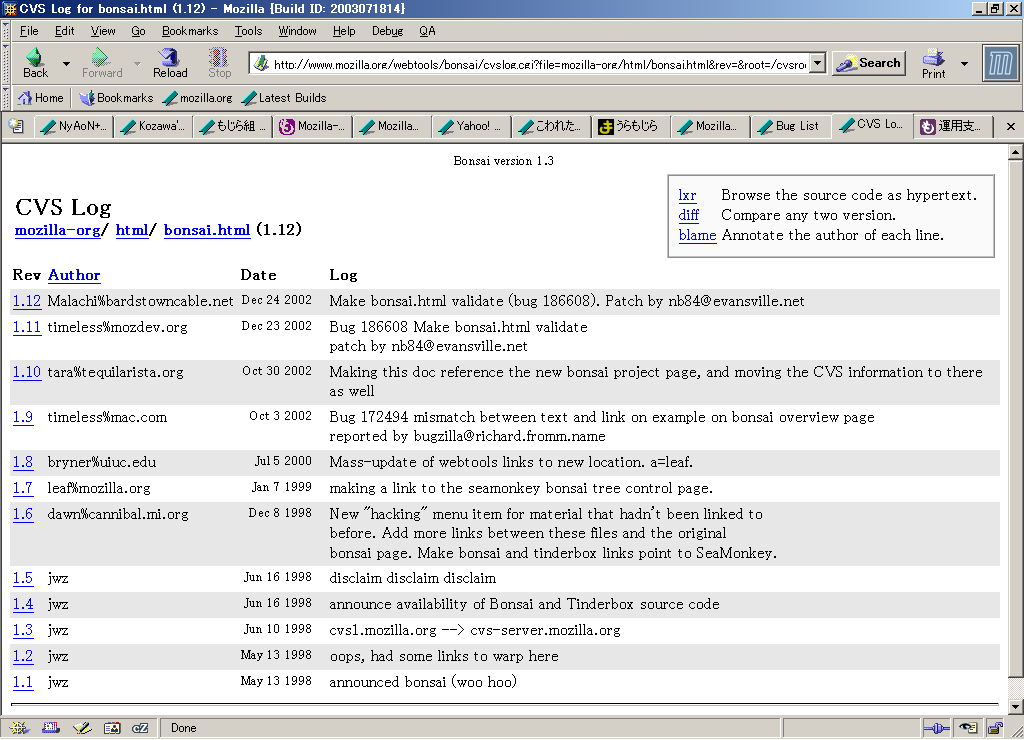 CVS Log for bonsai.html (1.12) - Mozilla {Build ID: 2003071814}
File Edit View Go Bookmarks Tools Window Help Debug QA
Back Forward Reload Stop http://www.mozilla.org/webtools/bonsai/cvslog.cgi?file=mozilla-org/html/bonsai.html&rev=&root=/cvsro Search Print
Home Bookmarks mozilla.org Latest Builds
NyAoN+... Kozawa'... もじら組 ... Mozilla-... Mozilla... Yahoo! ... こわれた... うらもじら Mozilla... Bug List CVS Lo... 運用支...
Bonsai version 1.3
CVS Log
mozilla-org/ html/ bonsai.html (1.12)
lxr Browse the source code as hypertext.
diff Compare any two version.
blame Annotate the author of each line.
Rev Author Date Log
1.12 Malachi%bardstowncable.net Dec 24 2002 Make bonsai.html validate (bug 186608). Patch by nb84@evansville.net
1.11 timeless%mozdev.org Dec 23 2002 Bug 186608 Make bonsai.html validate
patch by nb84@evansville.net
1.10 tara%tequilarista.org Oct 30 2002 Making this doc reference the new bonsai project page, and moving the CVS information to there
as well
1.9 timeless%mac.com Oct 3 2002 Bug 172494 mismatch between text and link on example on bonsai overview page
reported by bugzilla@richard.fromm.name
1.8 bryner%uiuc.edu Jul 5 2000 Mass-update of webtools links to new location. a=leaf.
1.7 leaf%mozilla.org Jan 7 1999 making a link to the seamonkey bonsai tree control page.
1.6 dawn%cannibal.mi.org Dec 8 1998 New "hacking" menu item for material that hadn't been linked to
before. Add more links between these files and the original
bonsai page. Make bonsai and tinderbox links point to SeaMonkey.
1.5 jwz Jun 16 1998 disclaim disclaim disclaim
1.4 jwz Jun 16 1998 announce availability of Bonsai and Tinderbox source code
1.3 jwz Jun 10 1998 cvs1.mozilla.org --> cvs-server.mozilla.org
1.2 jwz May 13 1998 oops, had some links to warp here
1.1 jwz May 13 1998 announced bonsai (woo hoo)
cZ Done